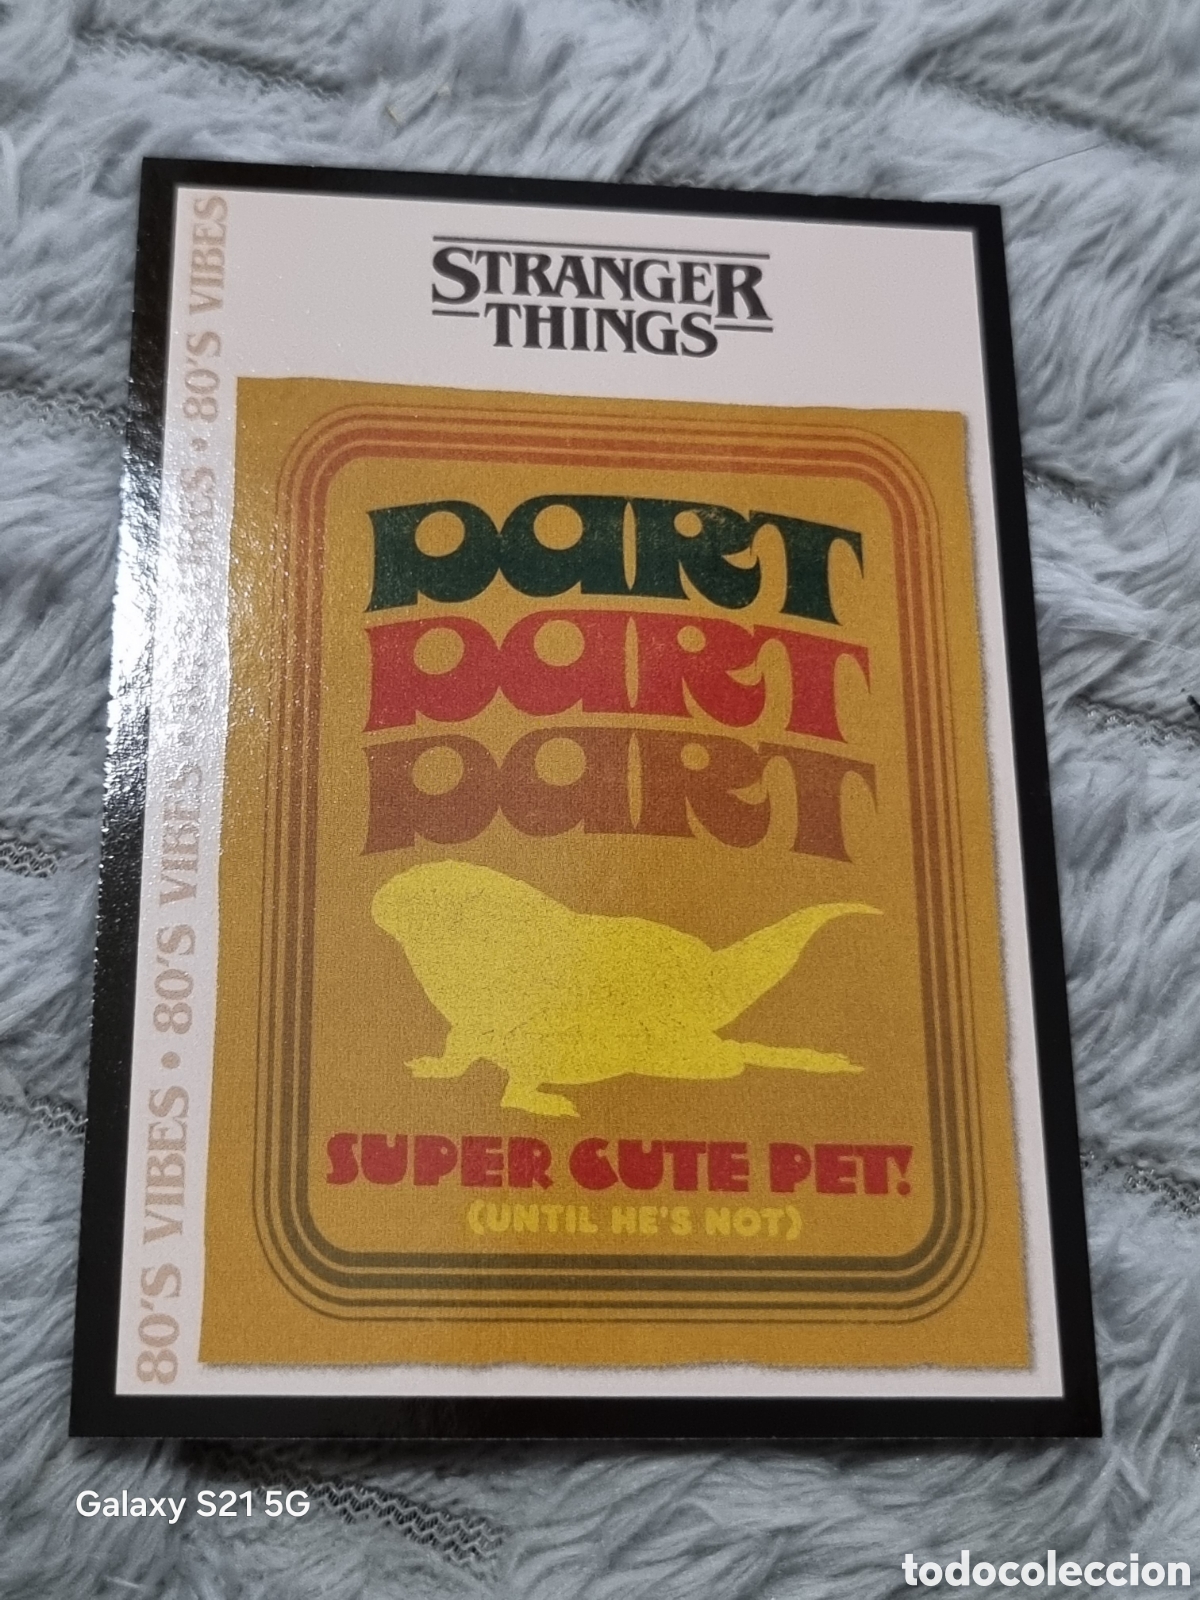 STRANGER
THINGS
DART
DART
DART
SUPER CUTE PET!
(UNTIL HE'S NOT)
80'S VIBES • 80'S VIBES • 80'S VIBES
Galaxy S21 5G
todocoleccion